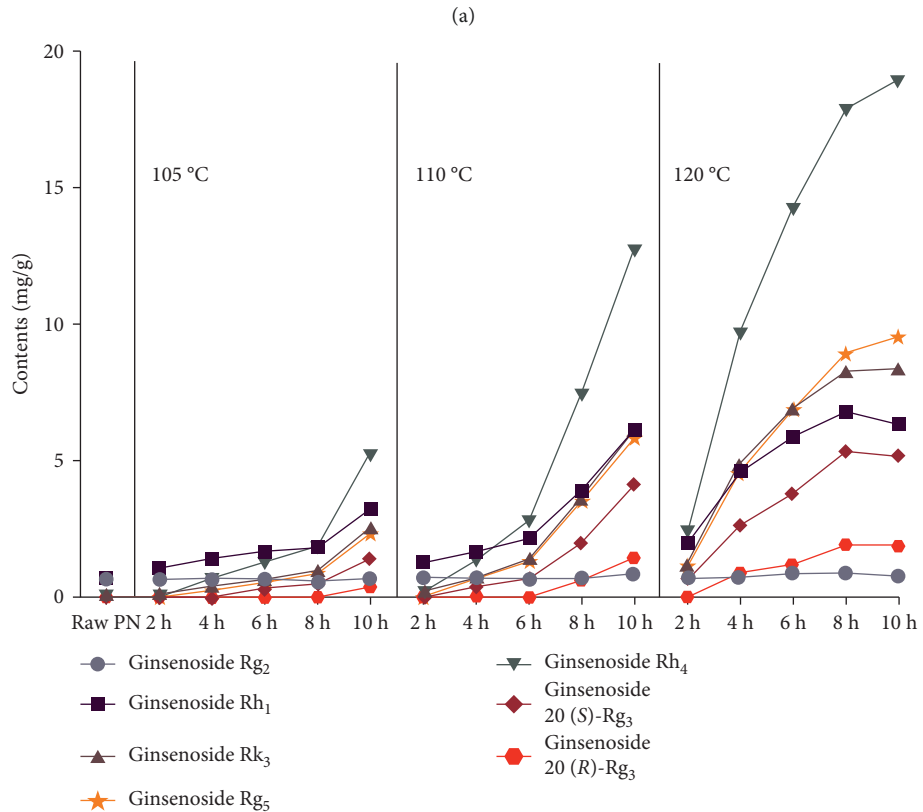 (a)
20
15
10
5
0
Contents (mg/g)
105 °C
110 °C
120 °C
Raw PN 2 h 4 h 6 h 8 h 10 h 2 h 4 h 6 h 8 h 10 h 2 h 4 h 6 h 8 h 10 h
Ginsenoside Rg₂
Ginsenoside Rh₁
Ginsenoside Rk₃
Ginsenoside Rg₅
Ginsenoside Rh₄
Ginsenoside
20 (S)-Rg₃
Ginsenoside
20 (R)-Rg₃